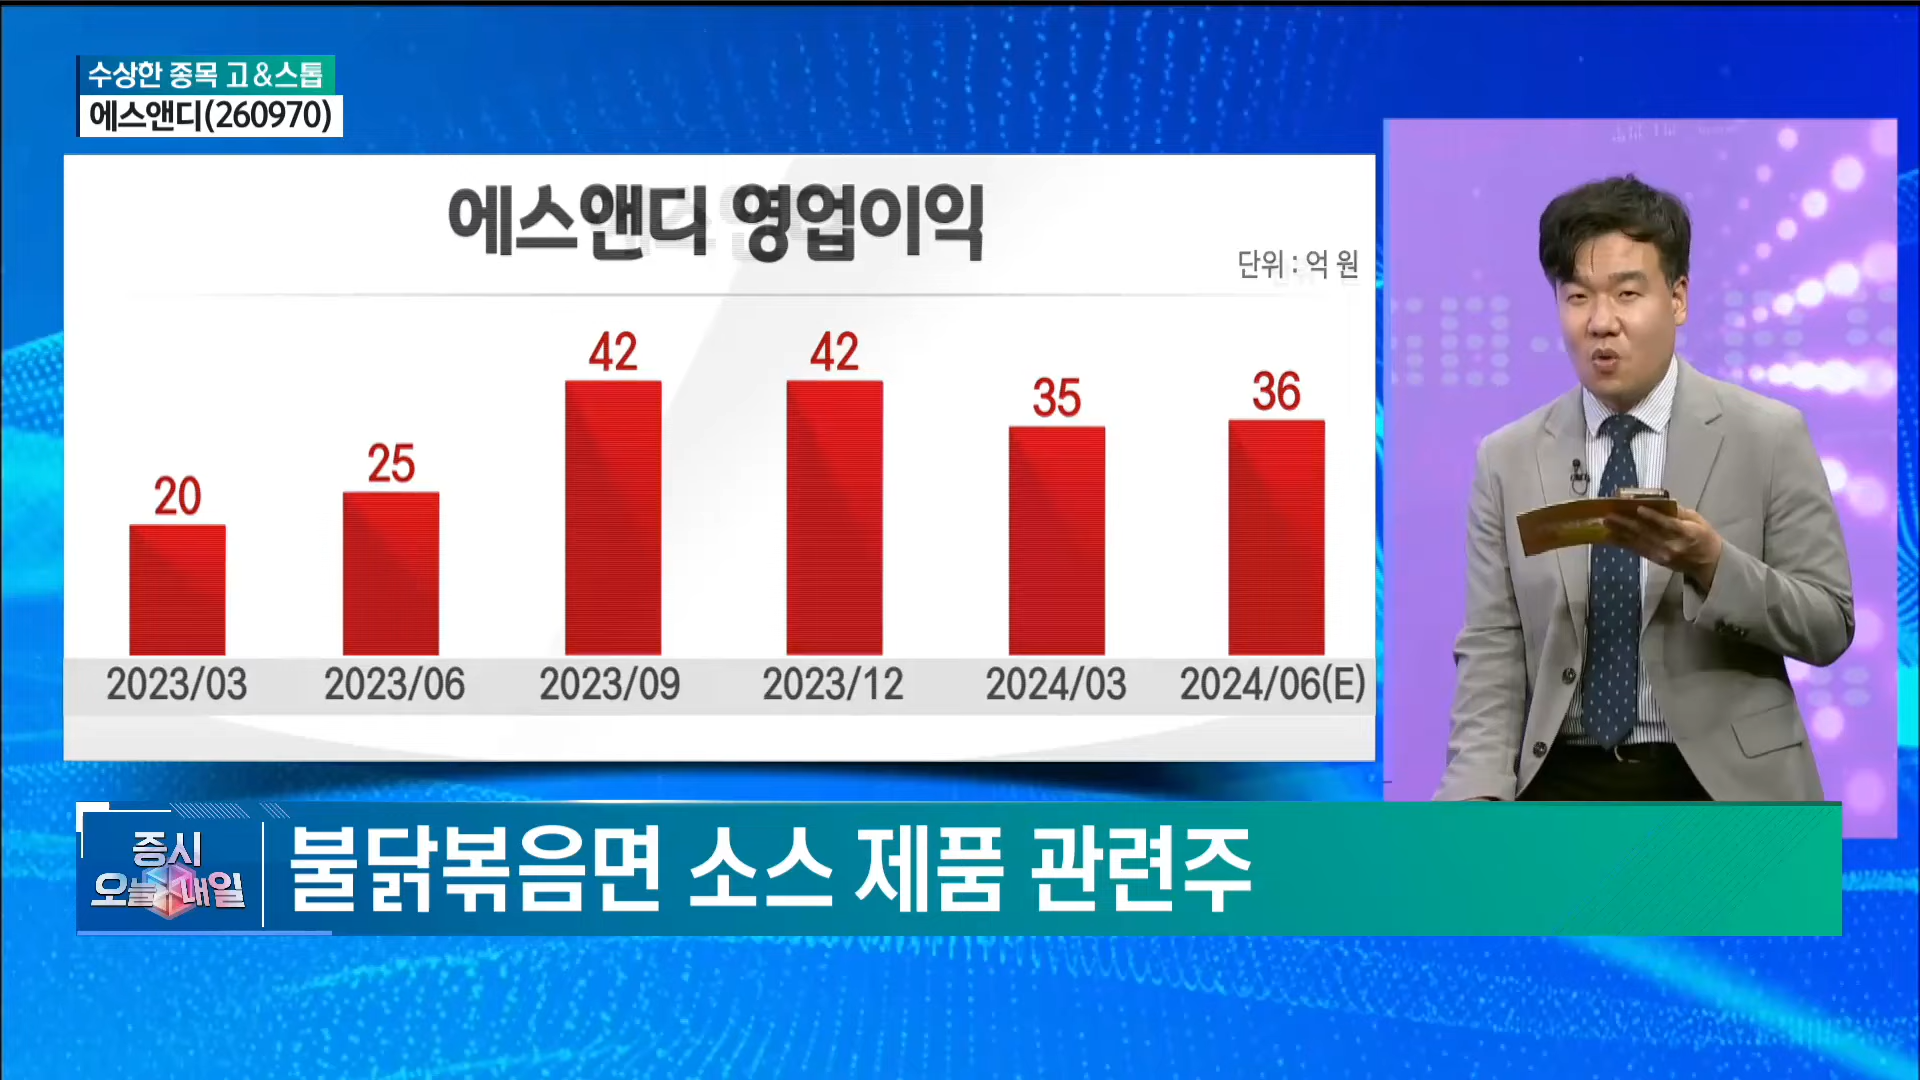 수상한 종목 고&스톱
에스앤디(260970)
에스앤디 영업이익
단위 : 억 원
20
25
42
42
35
36
2023/03
2023/06
2023/09
2023/12
2024/03
2024/06(E)
증시
오늘 매일
불닭볶음면 소스 제품 관련주